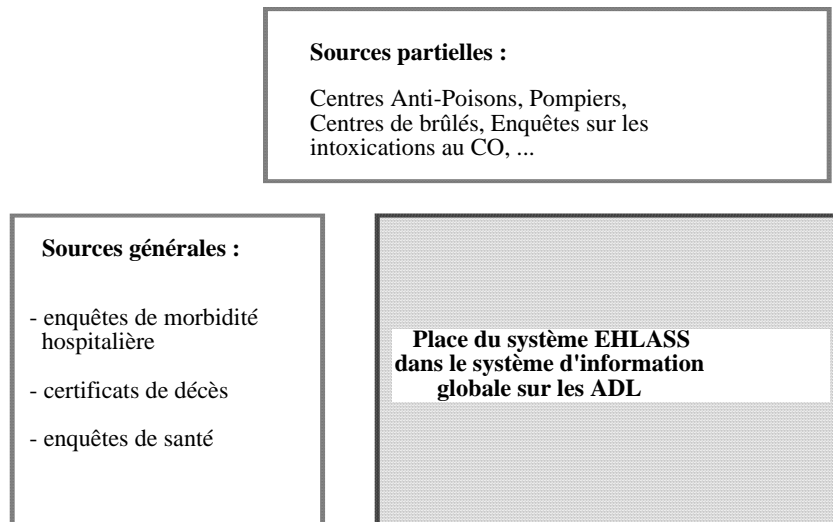 Sources partielles :
Centres Anti-Poisons, Pompiers,
Centres de brûlés, Enquêtes sur les
intoxications au CO, ...
Sources générales :
- enquêtes de morbidité
hospitalière
- certificats de décès
- enquêtes de santé
Place du système EHLASS
dans le système d'information
globale sur les ADL